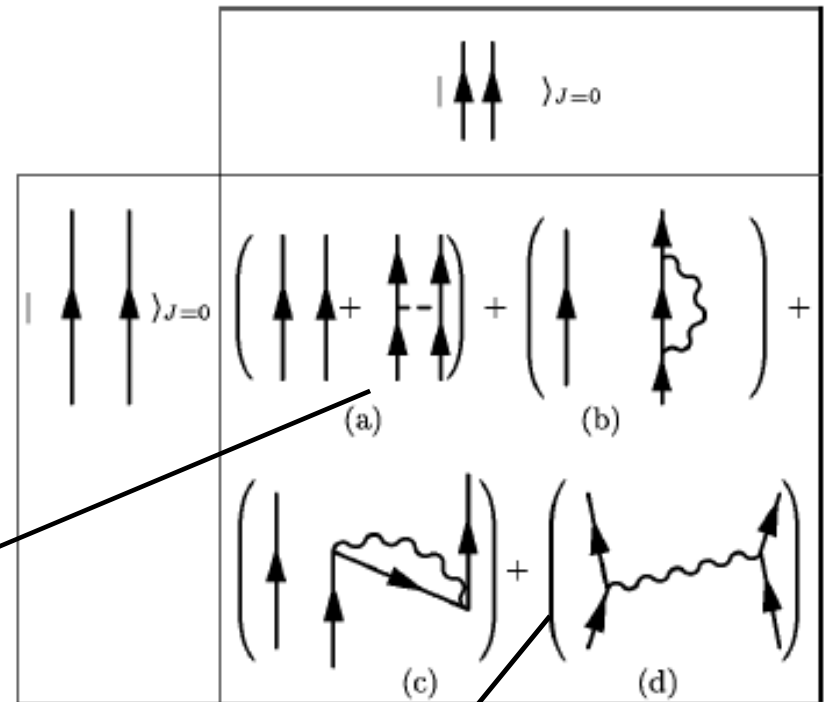 | ⟩J=0
| ⟩J=0
( + ) + ( ) +
(a) (b)
( ) + ( )
(c) (d)